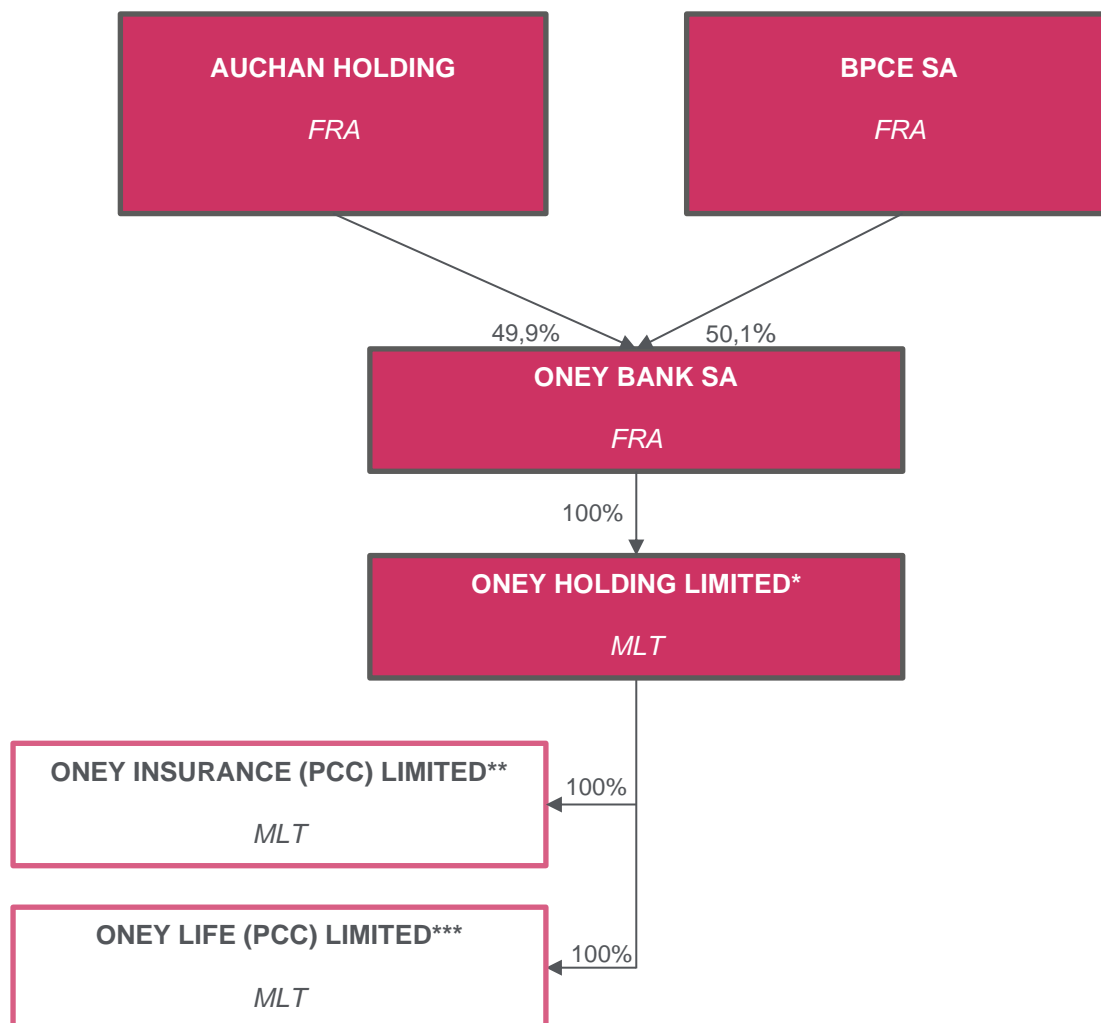 AUCHAN HOLDING
FRA
BPCE SA
FRA
49,9%
50,1%
ONEY BANK SA
FRA
100%
ONEY HOLDING LIMITED*
MLT
ONEY INSURANCE (PCC) LIMITED**
MLT
100%
ONEY LIFE (PCC) LIMITED***
MLT
100%